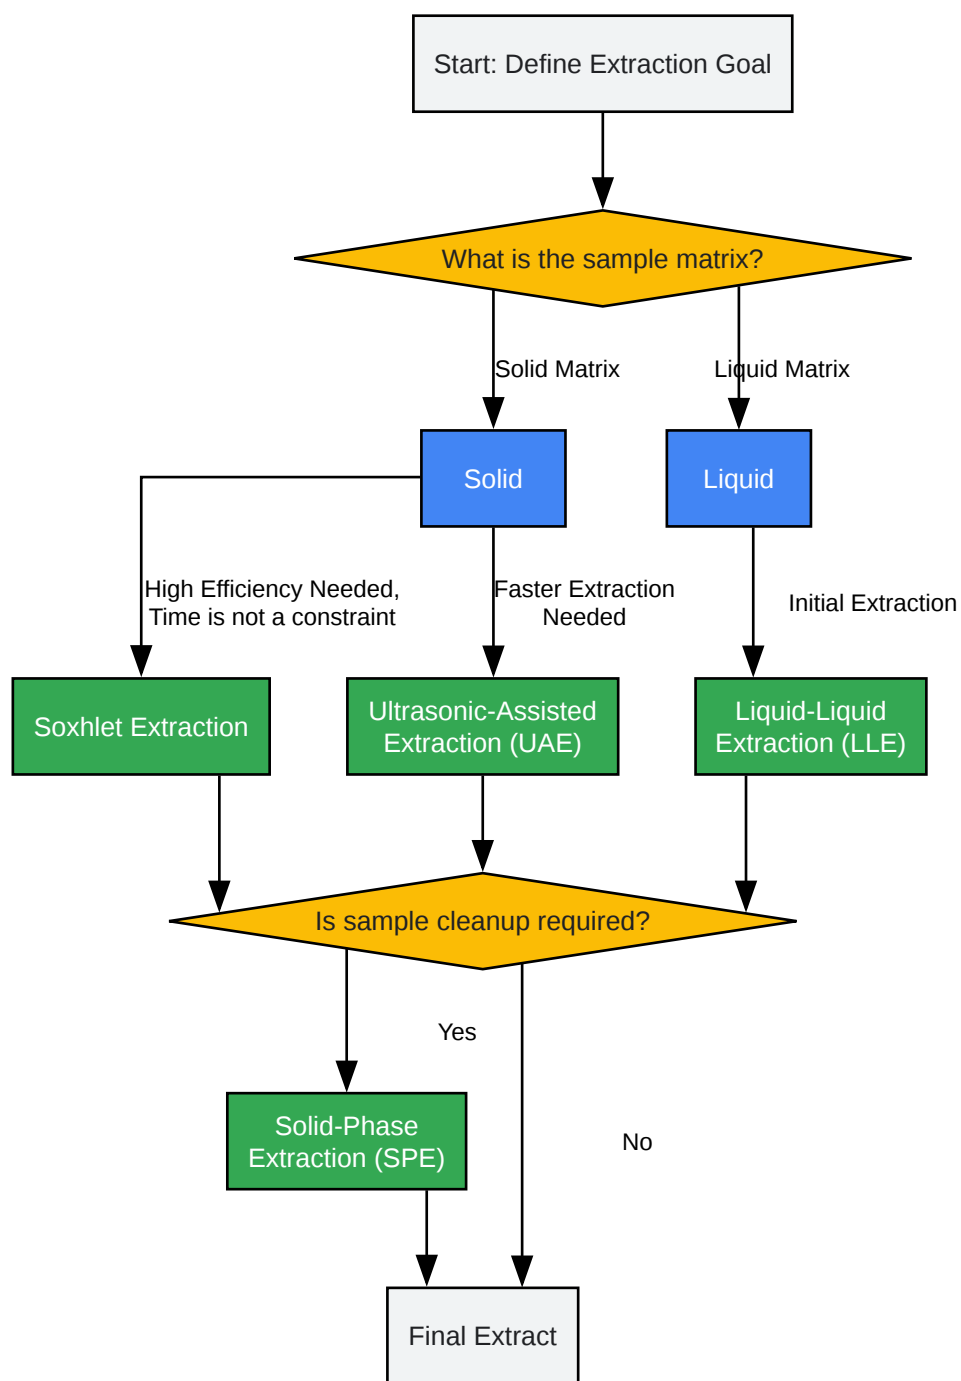 Start: Define Extraction Goal
What is the sample matrix?
Solid Matrix
Liquid Matrix
Solid
Liquid
High Efficiency Needed,
Time is not a constraint
Faster Extraction
Needed
Initial Extraction
Soxhlet Extraction
Ultrasonic-Assisted
Extraction (UAE)
Liquid-Liquid
Extraction (LLE)
Is sample cleanup required?
Yes
Solid-Phase
Extraction (SPE)
No
Final Extract